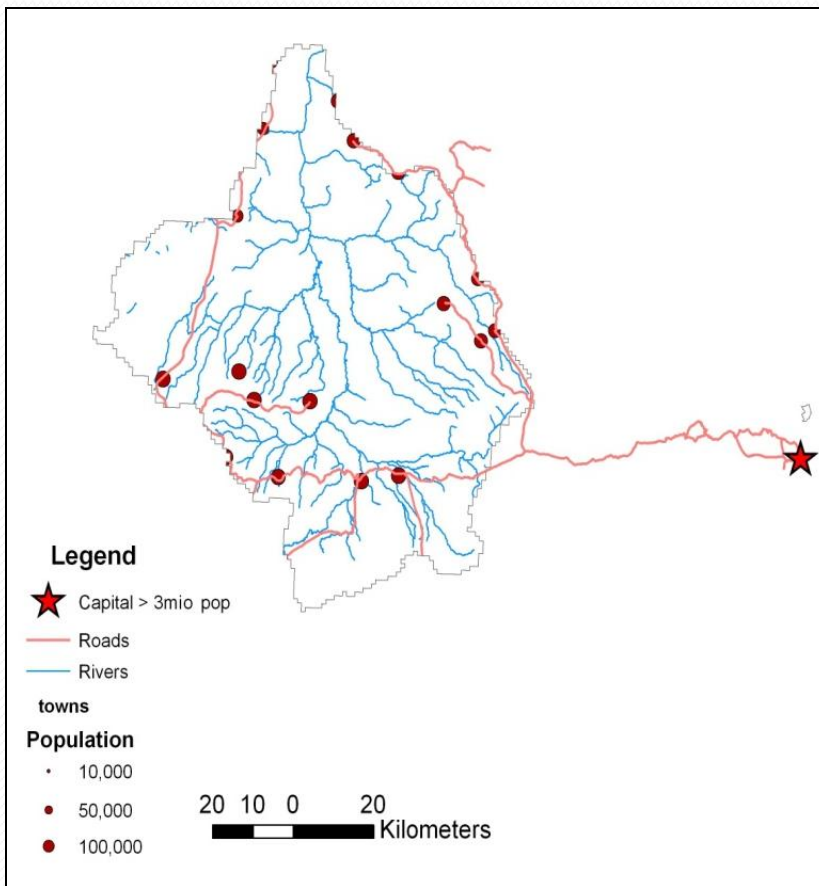 Legend
Capital > 3mio pop
Roads
Rivers
towns
Population
10,000
50,000
100,000
20 10 0 20
Kilometers